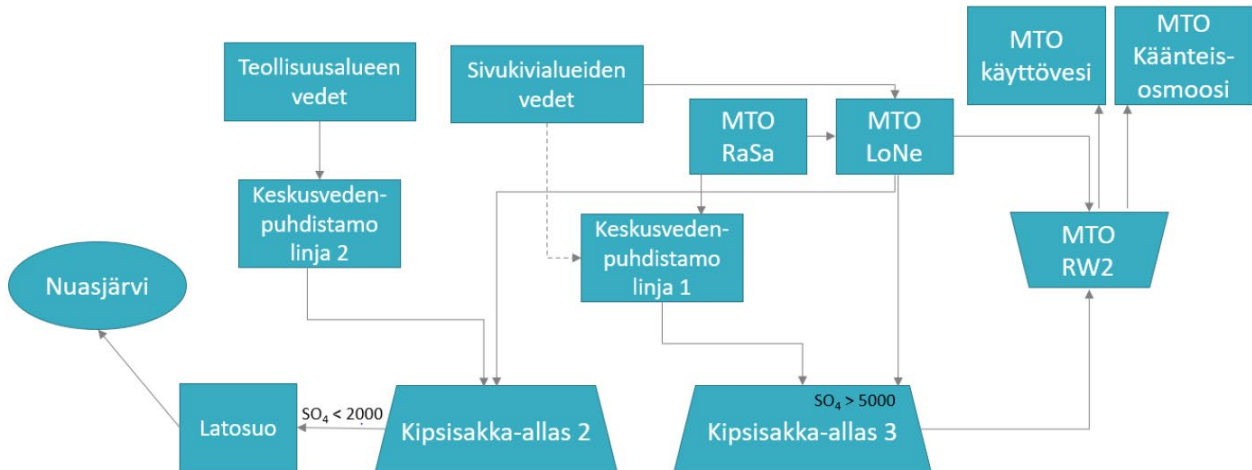 Teollisuusalueen
vedet
Sivukivialueiden
vedet
MTO
käyttövesi
MTO
Käänteis-
osmoosi
MTO
RaSa
MTO
LoNe
Keskusveden-
puhdistamo
linja 2
Keskusveden-
puhdistamo
linja 1
MTO
RW2
Nuasjärvi
Latosuo
SO₄ < 2000
Kipsisakka-allas 2
SO₄ > 5000
Kipsisakka-allas 3